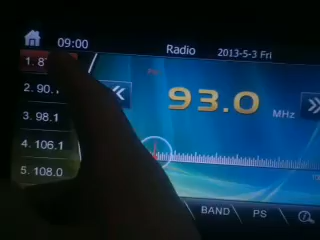 09:00 Radio 2013-5-3 Fri
1. 8
2. 90.
3. 98.1
4. 106.1
5. 108.0
93.0 MHz
BAND PS